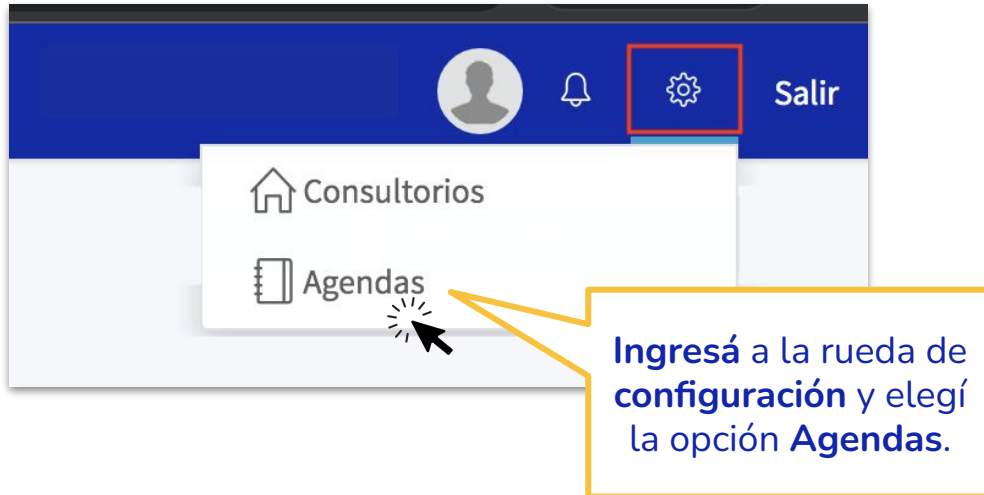 Salir
Consultorios
Agendas
Ingresá a la rueda de
configuración y elegí
la opción Agendas.